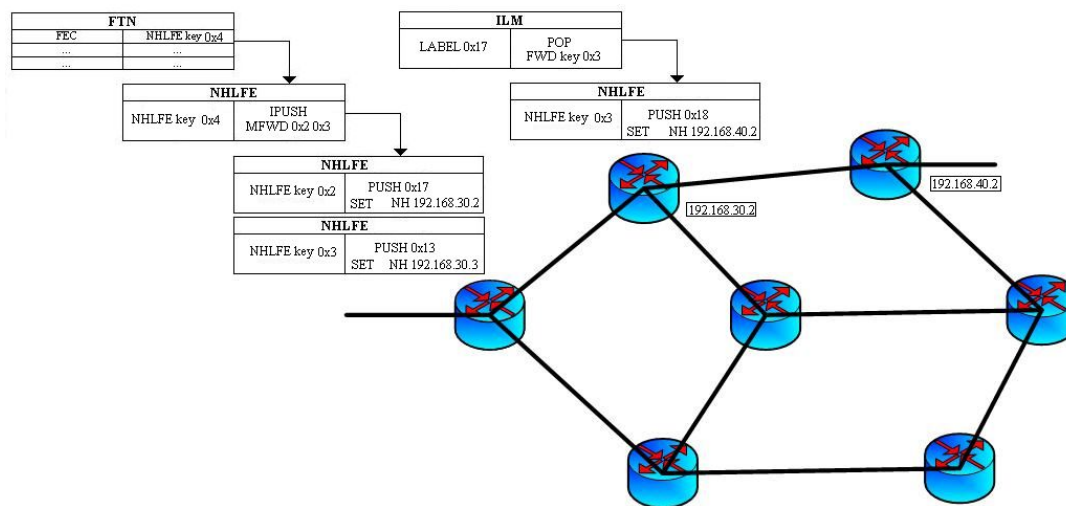 FTN
FEC NHLFE key 0x4
... ...
... ...
NHLFE
NHLFE key 0x4 IPUSH
MFWD 0x2 0x3
NHLFE
NHLFE key 0x2 PUSH 0x17
SET NH 192.168.30.2
NHLFE
NHLFE key 0x3 PUSH 0x13
SET NH 192.168.30.3
ILM
LABEL 0x17 POP
FWD key 0x3
NHLFE
NHLFE key 0x3 PUSH 0x18
SET NH 192.168.40.2
192.168.30.2
192.168.40.2